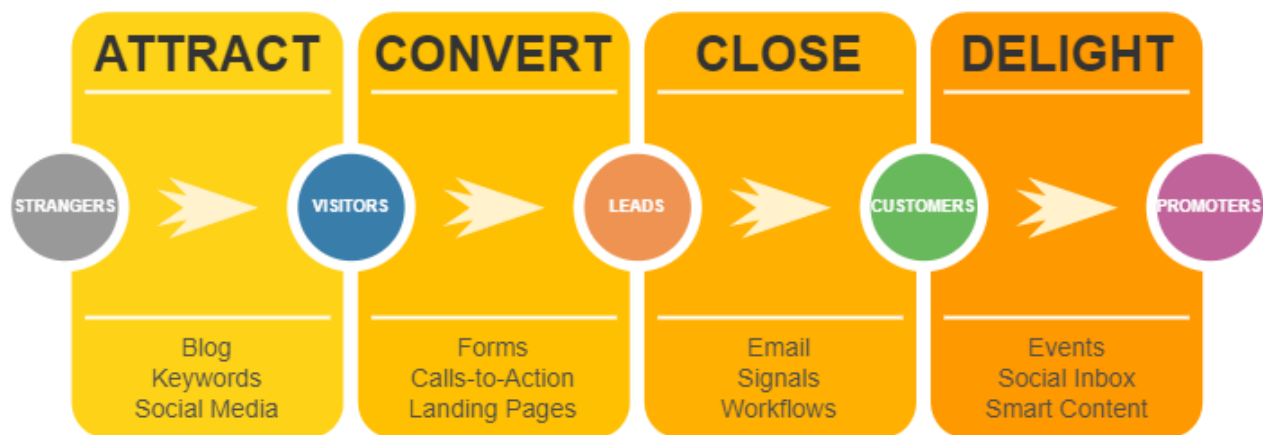 ATTRACT
CONVERT
CLOSE
DELIGHT
STRANGERS
VISITORS
LEADS
CUSTOMERS
PROMOTERS
Blog
Keywords
Social Media
Forms
Calls-to-Action
Landing Pages
Email
Signals
Workflows
Events
Social Inbox
Smart Content